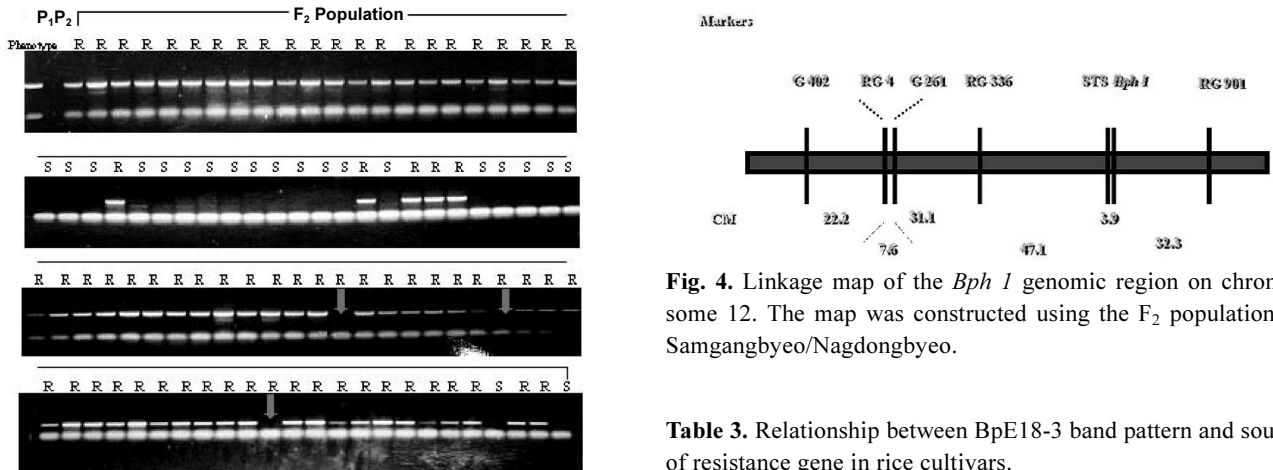 P1P2
F2 Population
Phenotype R R R R R R R R R R R R R R R R R R R R R R
S S S R S S S S S S S S S S R S R R R S S S S S
R R R R R R R R R R R R R R R R R R R R R R R R
R R R R R R R R R R R R R R R R R R R R S R R S
Markers
G 402 RG 4 G 261 RG 336 STS Bph 1 RG 901
CM
22.2 31.1 3.9
7.6 47.1 32.3
Fig. 4. Linkage map of the Bph 1 genomic region on chrom
some 12. The map was constructed using the F2 population
Samgangbyeo/Nagdongbyeo.
Table 3. Relationship between BpE18-3 band pattern and sou
of resistance gene in rice cultivars.